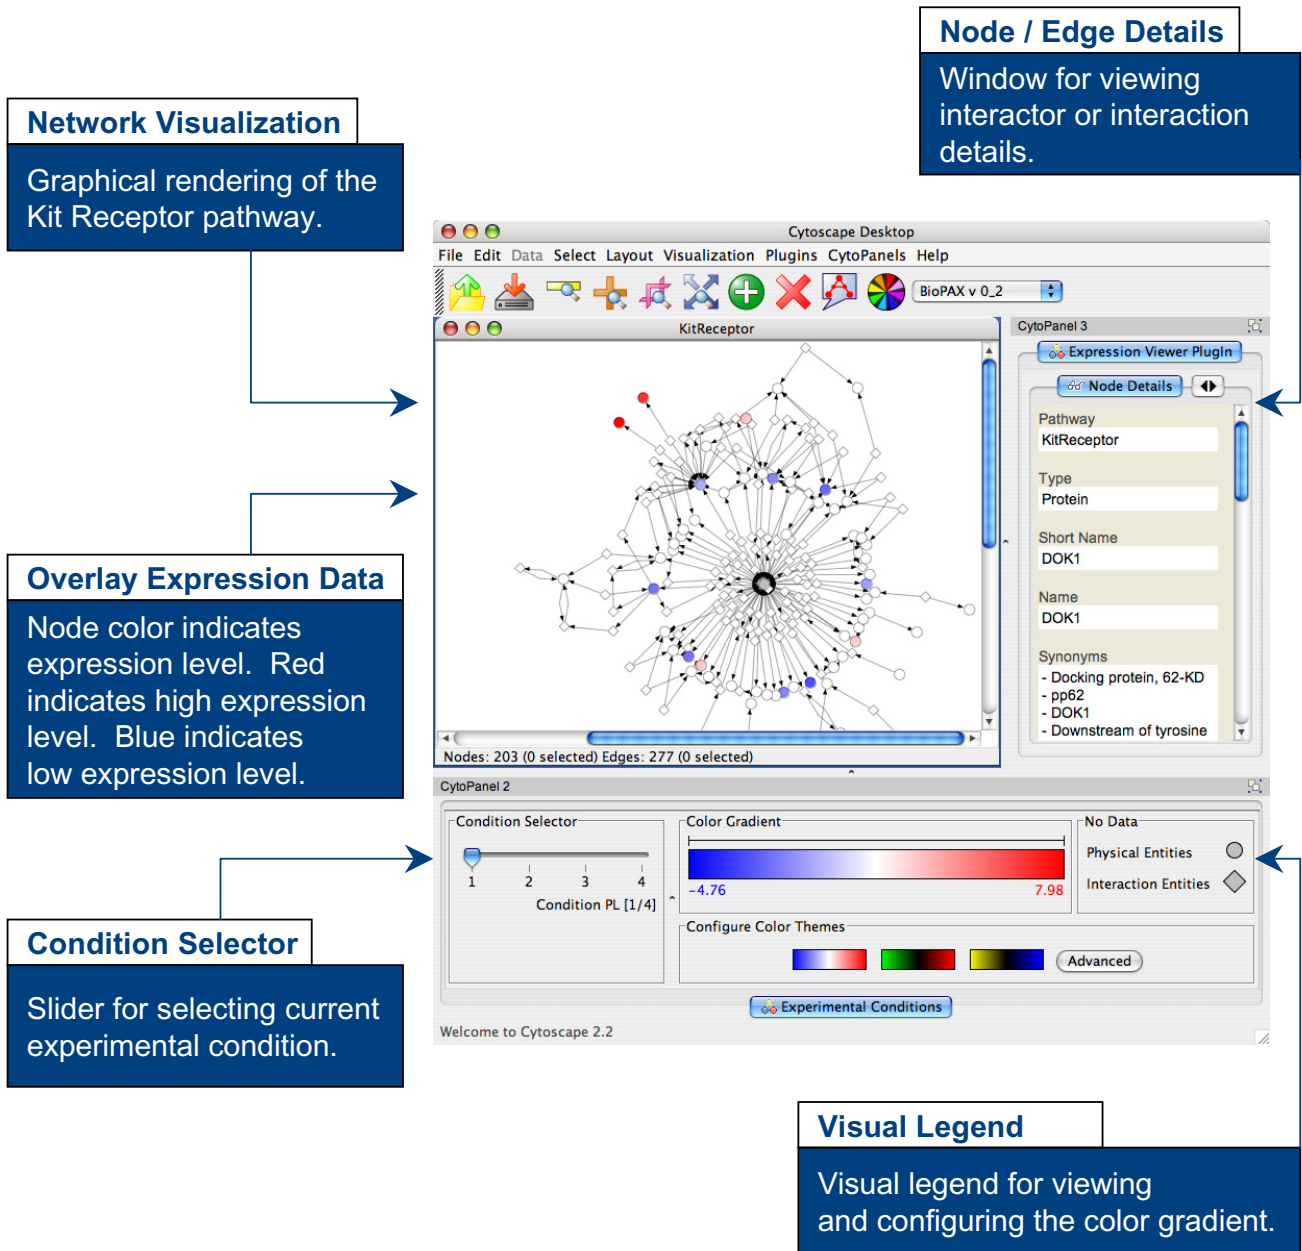 Node / Edge Details
Window for viewing
interactor or interaction
details.
Network Visualization
Graphical rendering of the
Kit Receptor pathway.
Cytoscape Desktop
File Edit Data Select Layout Visualization Plugins CytoPanels Help
BioPAX v 0_2
KitReceptor
CytoPanel 3
Expression Viewer PlugIn
Node Details
Pathway
KitReceptor
Type
Protein
Short Name
DOK1
Name
DOK1
Synonyms
- Docking protein, 62-KD
- pp62
- DOK1
- Downstream of tyrosine
Nodes: 203 (0 selected) Edges: 277 (0 selected)
Overlay Expression Data
Node color indicates
expression level. Red
indicates high expression
level. Blue indicates
low expression level.
CytoPanel 2
Condition Selector
1 2 3 4
Condition PL [1/4]
Color Gradient
-4.76 7.98
No Data
Physical Entities
Interaction Entities
Configure Color Themes
Advanced
Experimental Conditions
Welcome to Cytoscape 2.2
Condition Selector
Slider for selecting current
experimental condition.
Visual Legend
Visual legend for viewing
and configuring the color gradient.